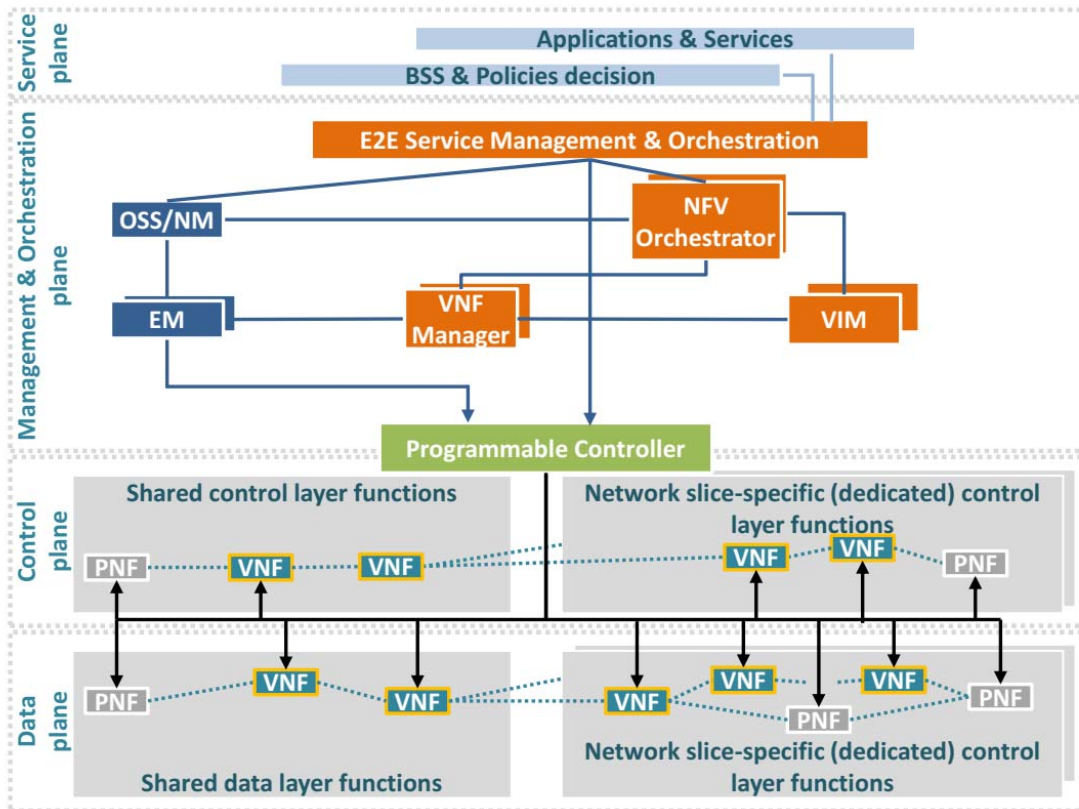 Service
plane
Applications & Services
BSS & Policies decision
Management & Orchestration
plane
E2E Service Management & Orchestration
OSS/NM
NFV
Orchestrator
EM
VNF
Manager
VIM
Programmable Controller
Control
plane
Shared control layer functions
Network slice-specific (dedicated) control
layer functions
PNF
VNF
VNF
VNF
VNF
PNF
Data
plane
PNF
VNF
VNF
VNF
VNF
PNF
VNF
PNF
Shared data layer functions
Network slice-specific (dedicated) control
layer functions